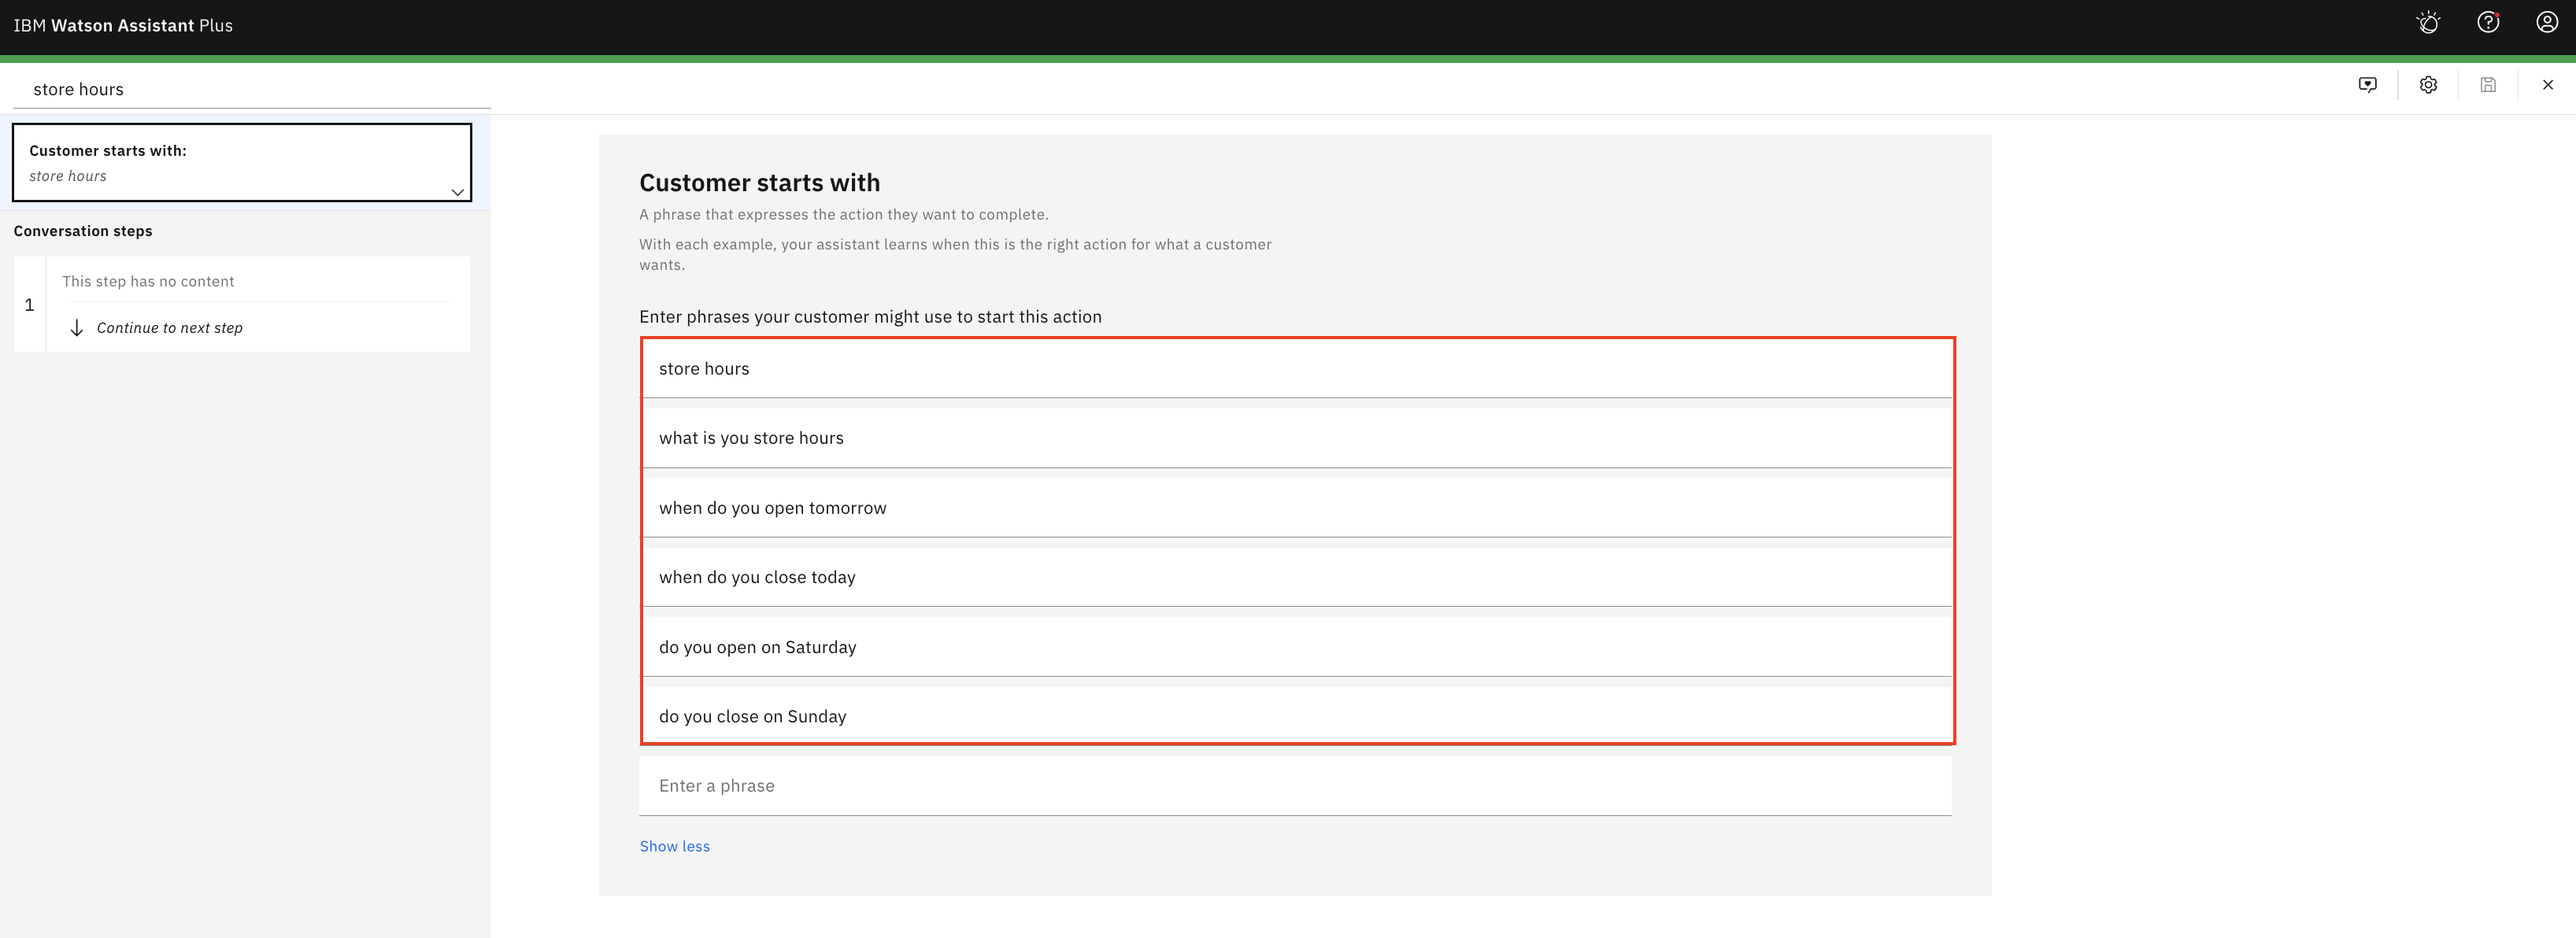 IBM Watson Assistant Plus
store hours
Customer starts with:
store hours
Conversation steps
1
This step has no content
Continue to next step
Customer starts with
A phrase that expresses the action they want to complete.
With each example, your assistant learns when this is the right action for what a customer
wants.
Enter phrases your customer might use to start this action
store hours
what is you store hours
when do you open tomorrow
when do you close today
do you open on Saturday
do you close on Sunday
Enter a phrase
Show less